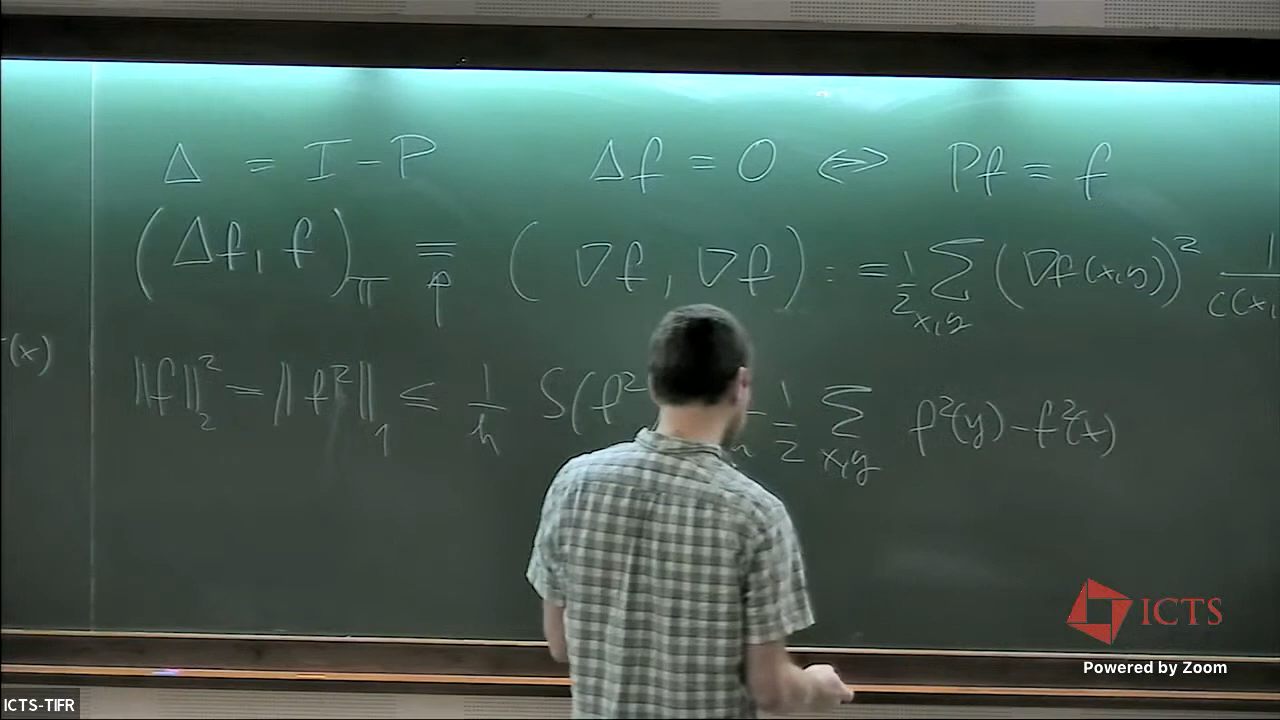 Δ = I − P Δf = 0 ⇔ Pf = f
(Δf, f)_π = (∇f, ∇f) := 1/2 Σ_{x,y} (∇f(x,y))² 1/c(x,
p
(x)
‖f‖₂² = ‖f²‖₁ ≤ 1/h S(f² 1/2 Σ_{x,y} f²(y) − f²(x)
ICTS
Powered by Zoom
ICTS-TIFR